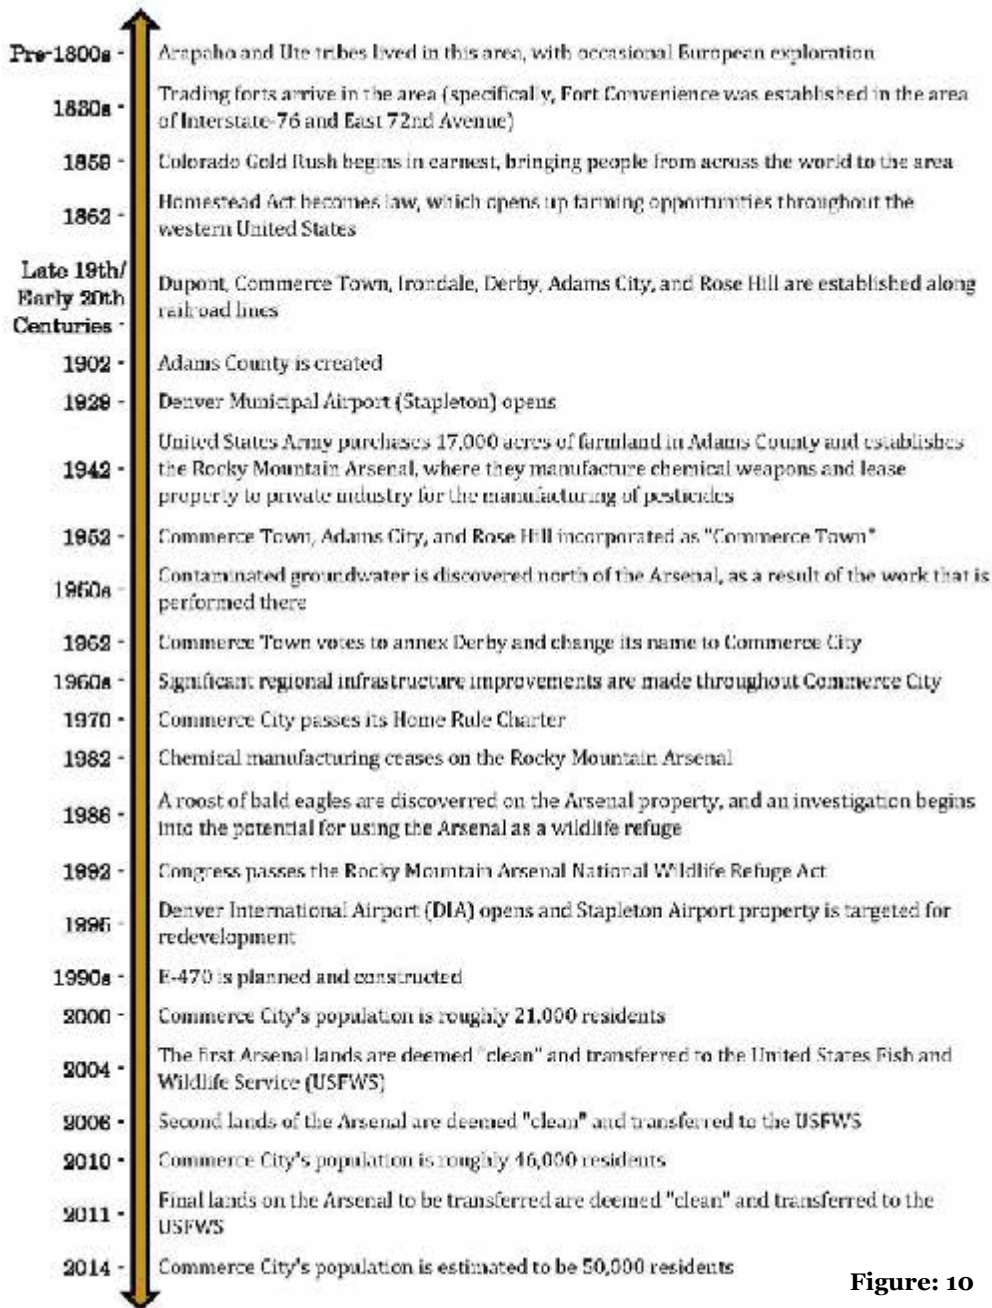 Pre-1800s - Arapaho and Ute tribes lived in this area, with occasional European exploration
1830s - Trading forts arrive in the area (specifically, Fort Convenience was established in the area
of Interstate-76 and East 72nd Avenue)
1859 - Colorado Gold Rush begins in earnest, bringing people from across the world to the area
1862 - Homestead Act becomes law, which opens up farming opportunities throughout the
western United States
Late 19th/
Early 20th
Centuries -
Dupont, Commerce Town, Irondale, Derby, Adams City, and Rose Hill are established along
railroad lines
1902 - Adams County is created
1929 - Denver Municipal Airport (Stapleton) opens
1942 - United States Army purchases 17,000 acres of farmland in Adams County and establishes
the Rocky Mountain Arsenal, where they manufacture chemical weapons and lease
property to private industry for the manufacturing of pesticides
1952 - Commerce Town, Adams City, and Rose Hill incorporated as "Commerce Town"
1950s - Contaminated groundwater is discovered north of the Arsenal, as a result of the work that is
performed there
1962 - Commerce Town votes to annex Derby and change its name to Commerce City
1960s - Significant regional infrastructure improvements are made throughout Commerce City
1970 - Commerce City passes its Home Rule Charter
1982 - Chemical manufacturing ceases on the Rocky Mountain Arsenal
1986 - A roost of bald eagles are discoverred on the Arsenal property, and an investigation begins
into the potential for using the Arsenal as a wildlife refuge
1992 - Congress passes the Rocky Mountain Arsenal National Wildlife Refuge Act
1995 - Denver International Airport (DIA) opens and Stapleton Airport property is targeted for
redevelopment
1990s - E-470 is planned and constructed
2000 - Commerce City's population is roughly 21,000 residents
2004 - The first Arsenal lands are deemed "clean" and transferred to the United States Fish and
Wildlife Service (USFWS)
2006 - Second lands of the Arsenal are deemed "clean" and transferred to the USFWS
2010 - Commerce City's population is roughly 46,000 residents
2011 - Final lands on the Arsenal to be transferred are deemed "clean" and transferred to the
USFWS
2014 - Commerce City's population is estimated to be 50,000 residents
Figure: 10